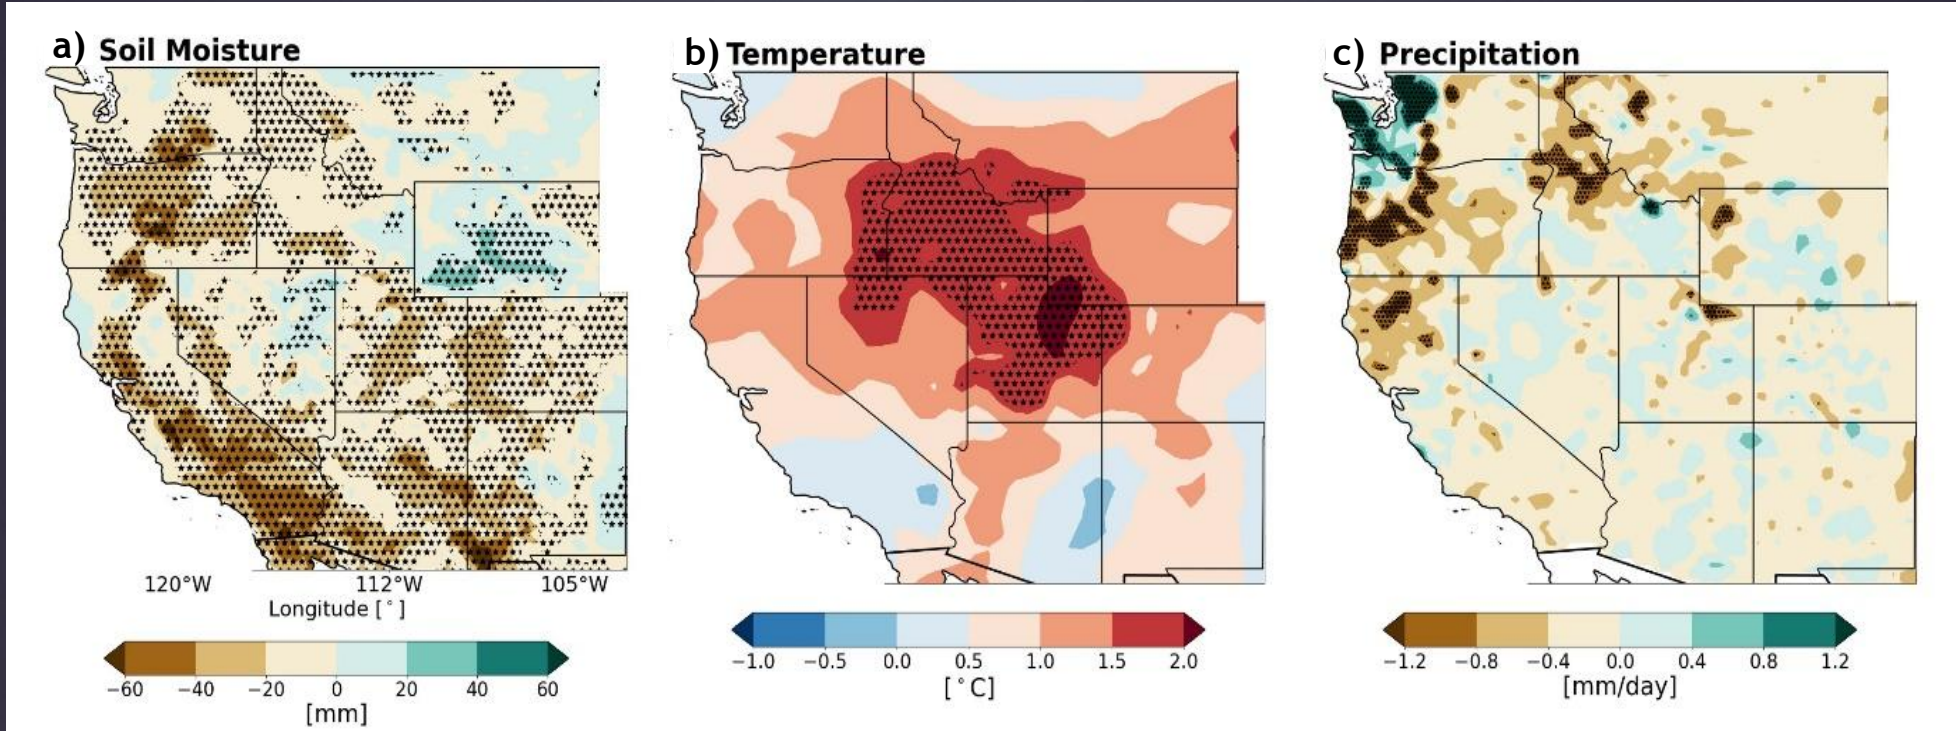 a) Soil Moisture
b) Temperature
c) Precipitation
120°W 112°W 105°W
Longitude [°]
−60 −40 −20 0 20 40 60
[mm]
−1.0 −0.5 0.0 0.5 1.0 1.5 2.0
[°C]
−1.2 −0.8 −0.4 0.0 0.4 0.8 1.2
[mm/day]